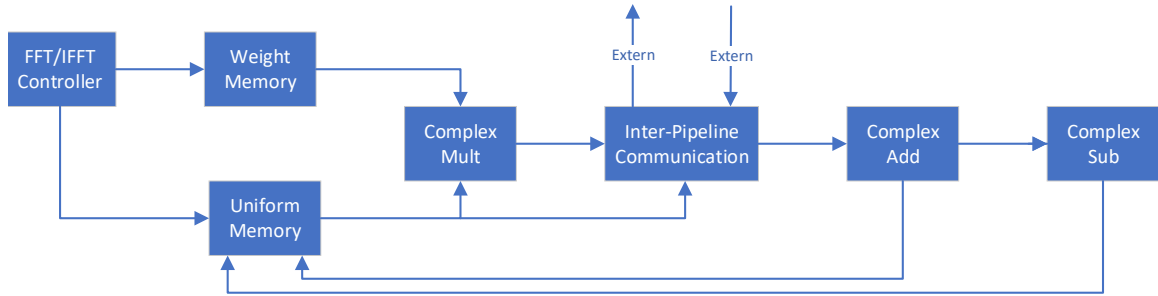 FFT/IFFT
Controller
Weight
Memory
Extern
Extern
Complex
Mult
Inter-Pipeline
Communication
Complex
Add
Complex
Sub
Uniform
Memory